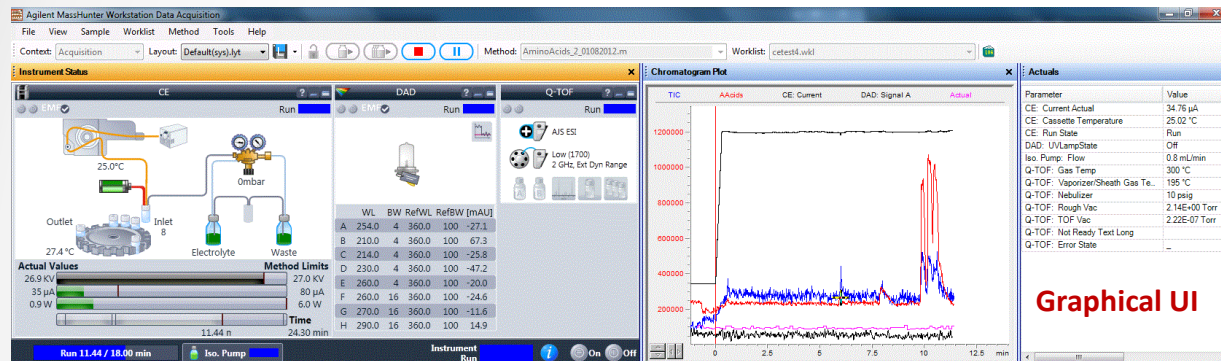 Agilent MassHunter Workstation Data Acquisition
File View Sample Worklist Method Tools Help
Context: Acquisition Layout: Default(sys).lyt Method: AminoAcids_2_01082012.m Worklist: cetest4.wkl
Instrument Status
CE
EMF Run
25.0°C
0mbar
Outlet Inlet
8
27.4 °C Electrolyte Waste
Actual Values Method Limits
26.9 KV 27.0 KV
35 µA 80 µA
0.9 W 6.0 W
Time
11.44 n 24.30 min
DAD
EMF Run
WL BW RefWL RefBW [mAU]
A 254.0 4 360.0 100 -27.1
B 210.0 4 360.0 100 67.3
C 214.0 4 360.0 100 -25.8
D 230.0 4 360.0 100 -47.2
E 260.0 4 360.0 100 -20.0
F 260.0 16 360.0 100 -24.6
G 270.0 16 360.0 100 -11.6
H 290.0 16 360.0 100 14.9
Q-TOF
Run
AJS ESI
Low (1700)
2 GHz, Ext Dyn Range
Run 11.44 / 18.00 min Iso. Pump Instrument
Run On Off
Chromatogram Plot
TIC AAcids CE: Current DAD: Signal A Actual
1200000
1000000
800000
600000
400000
200000
0 2.5 5 7.5 10 12.5 min
Actuals
Parameter Value
CE: Current Actual 34.76 µA
CE: Cassette Temperature 25.02 °C
CE: Run State Run
DAD: UVLampState Off
Iso. Pump: Flow 0.8 mL/min
Q-TOF: Gas Temp 300 °C
Q-TOF: Vaporizer/Sheath Gas Te... 195 °C
Q-TOF: Nebulizer 10 psig
Q-TOF: Rough Vac 2.14E+00 Torr
Q-TOF: TOF Vac 2.22E-07 Torr
Q-TOF: Not Ready Text Long
Q-TOF: Error State _
Graphical UI